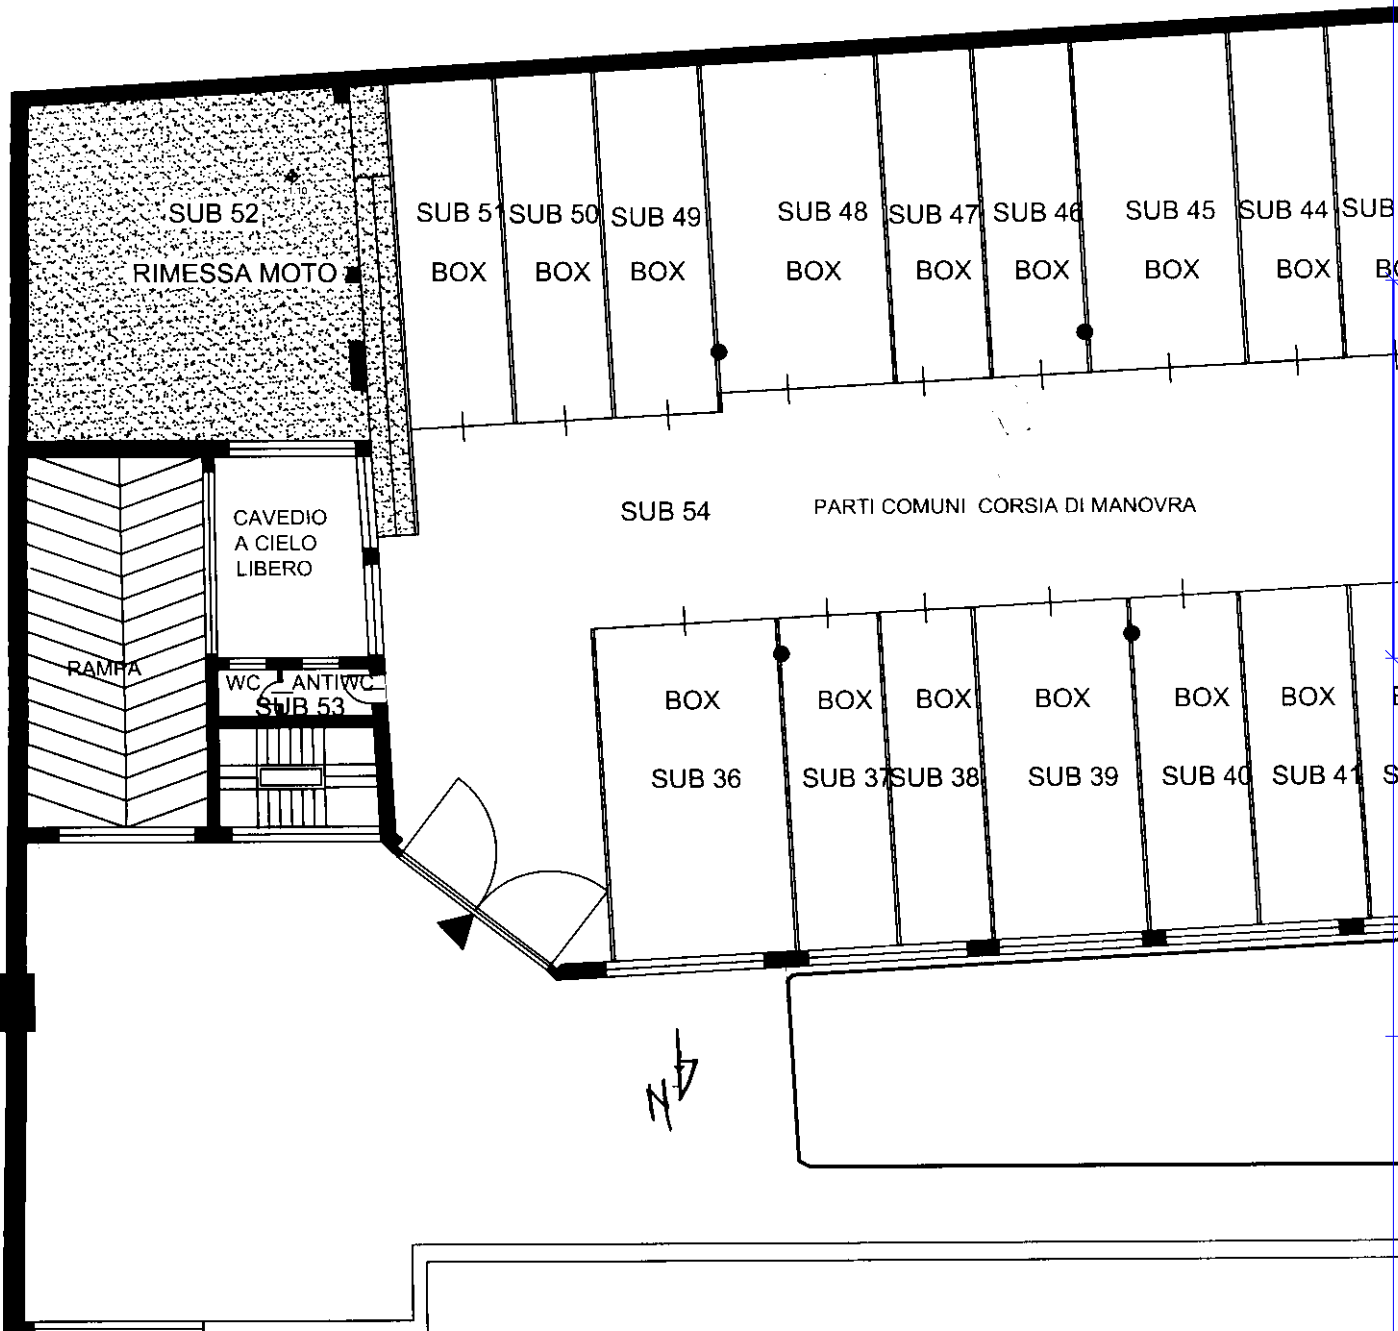 SUB 52
RIMESSA MOTO
SUB 51
BOX
SUB 50
BOX
SUB 49
BOX
SUB 48
BOX
SUB 47
BOX
SUB 46
BOX
SUB 45
BOX
SUB 44
BOX
SUB
SUB 54
PARTI COMUNI CORSIA DI MANOVRA
CAVEDIO
A CIELO
LIBERO
RAMPA
WC
ANTIWC
SUB 53
BOX
SUB 36
BOX
SUB 37
BOX
SUB 38
BOX
SUB 39
BOX
SUB 40
BOX
SUB 41
N